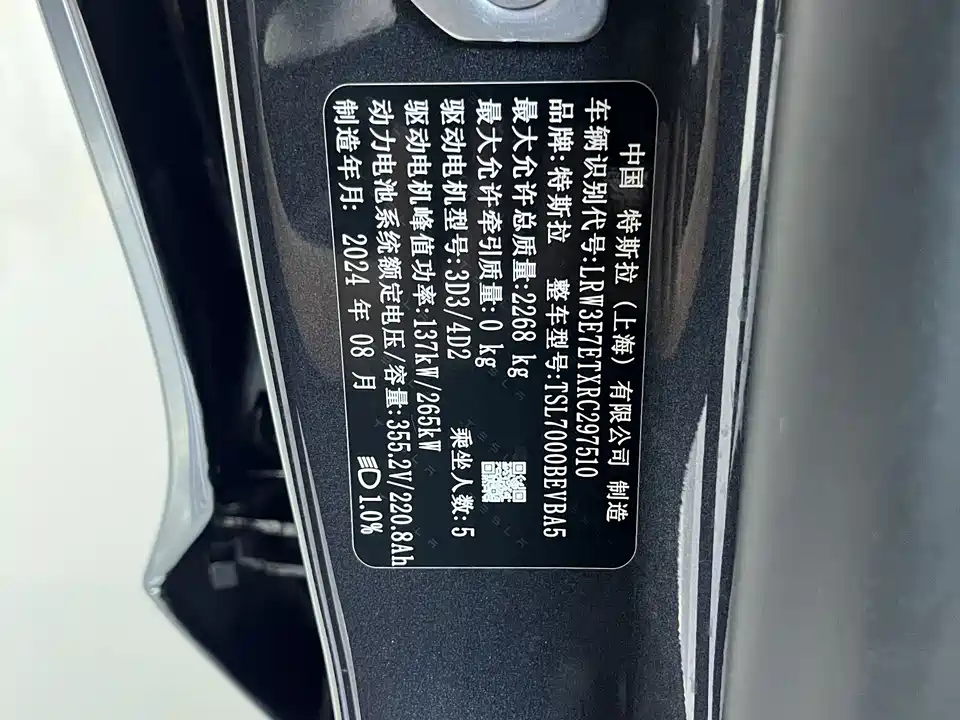 中国 特斯拉 (上海) 有限公司 制造
车辆识别代号:LRW3E7ETXRC297510
品牌:特斯拉 整车型号:TSL7000BEVBA5
最大允许总质量:2268 kg
最大允许牵引质量:0 kg
驱动电机型号:3D3/4D2 乘坐人数:5
驱动电机峰值功率:137kW/265kW
动力电池系统额定电压/容量:355.2V/220.8Ah
制造年月: 2024 年 08 月 1.0%